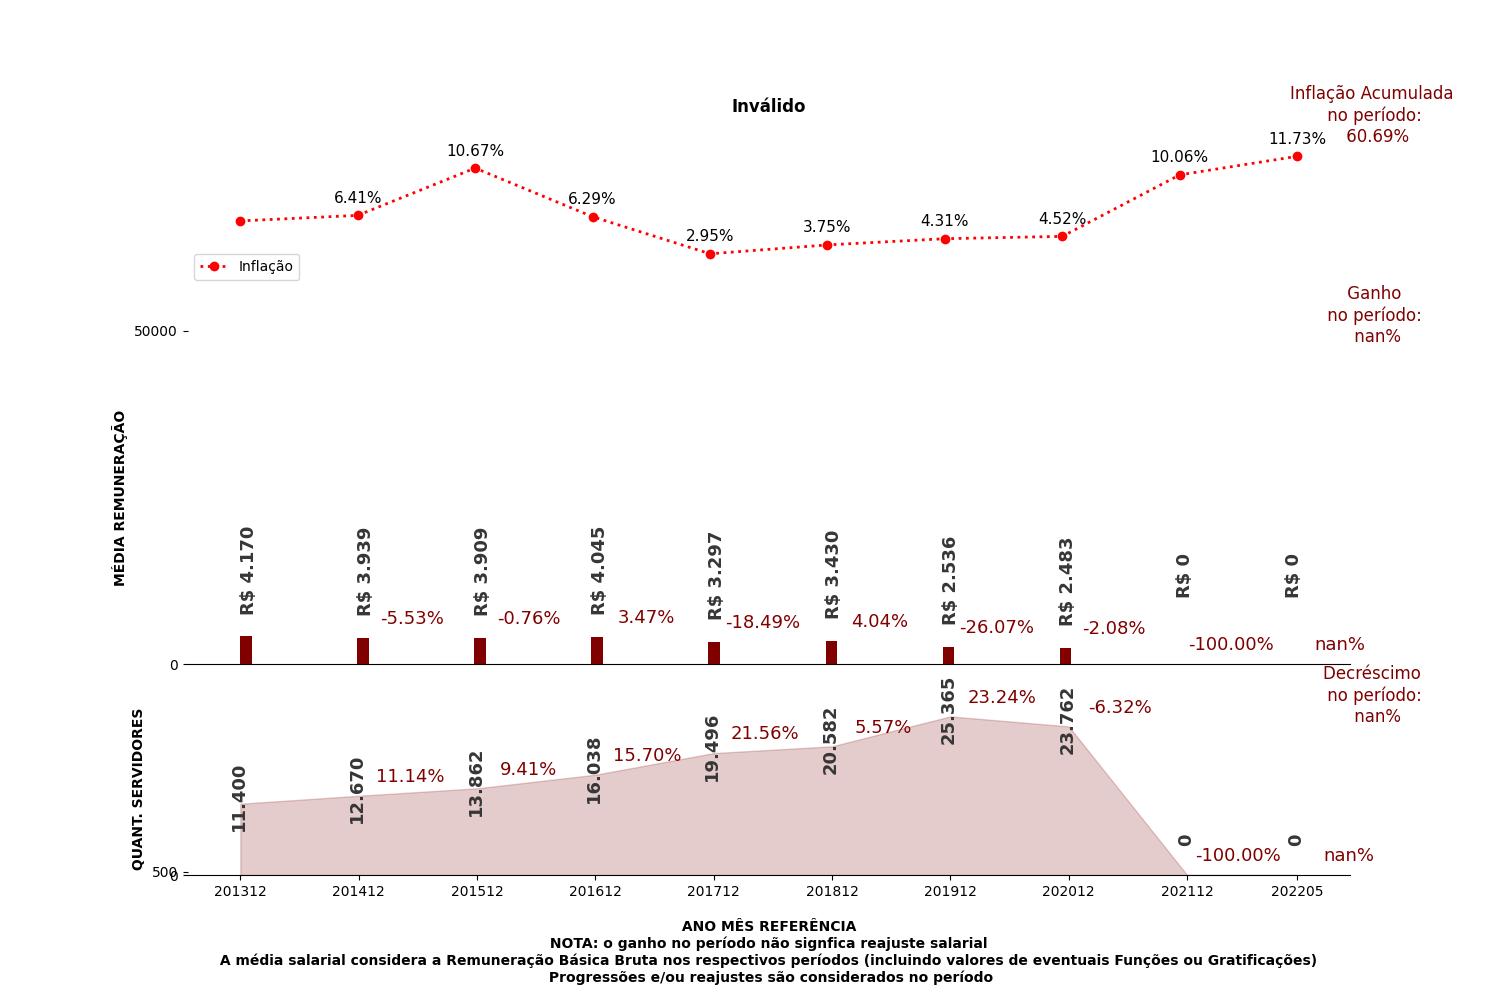 Inválido
Inflação Acumulada
no período:
60.69%
6.41%
10.67%
6.29%
2.95%
3.75%
4.31%
4.52%
10.06%
11.73%
Inflação
Ganho
no período:
nan%
50000
0
MÉDIA REMUNERAÇÃO
R$ 4.170
R$ 3.939
R$ 3.909
R$ 4.045
R$ 3.297
R$ 3.430
R$ 2.536
R$ 2.483
R$ 0
R$ 0
-5.53%
-0.76%
3.47%
-18.49%
4.04%
-26.07%
-2.08%
-100.00%
nan%
Decréscimo
no período:
nan%
QUANT. SERVIDORES
500
0
11.400
12.670
13.862
16.038
19.496
20.582
25.365
23.762
0
0
11.14%
9.41%
15.70%
21.56%
5.57%
23.24%
-6.32%
-100.00%
nan%
201312
201412
201512
201612
201712
201812
201912
202012
202112
202205
ANO MÊS REFERÊNCIA
NOTA: o ganho no período não signfica reajuste salarial
A média salarial considera a Remuneração Básica Bruta nos respectivos períodos (incluindo valores de eventuais Funções ou Gratificações)
Progressões e/ou reajustes são considerados no período